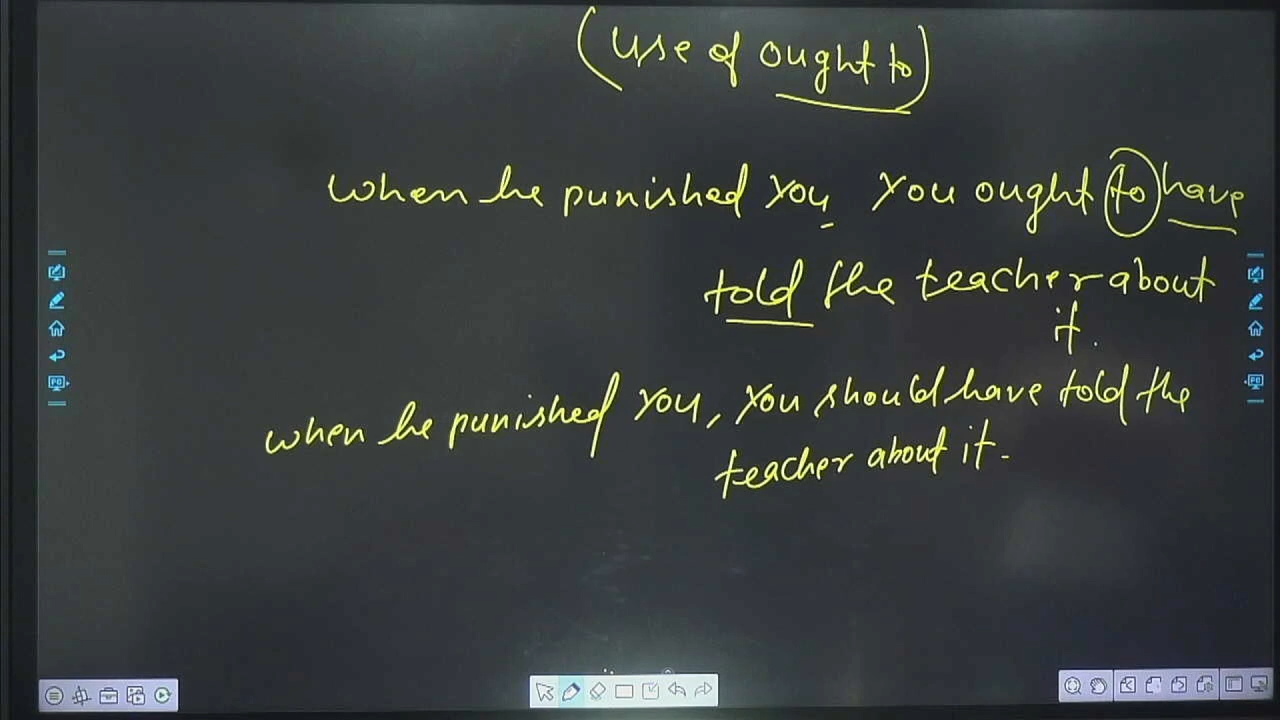 (Use of ought to)
when he punished you you ought to have
told the teacher about
it.
when he punished you, you should have told the
teacher about it.